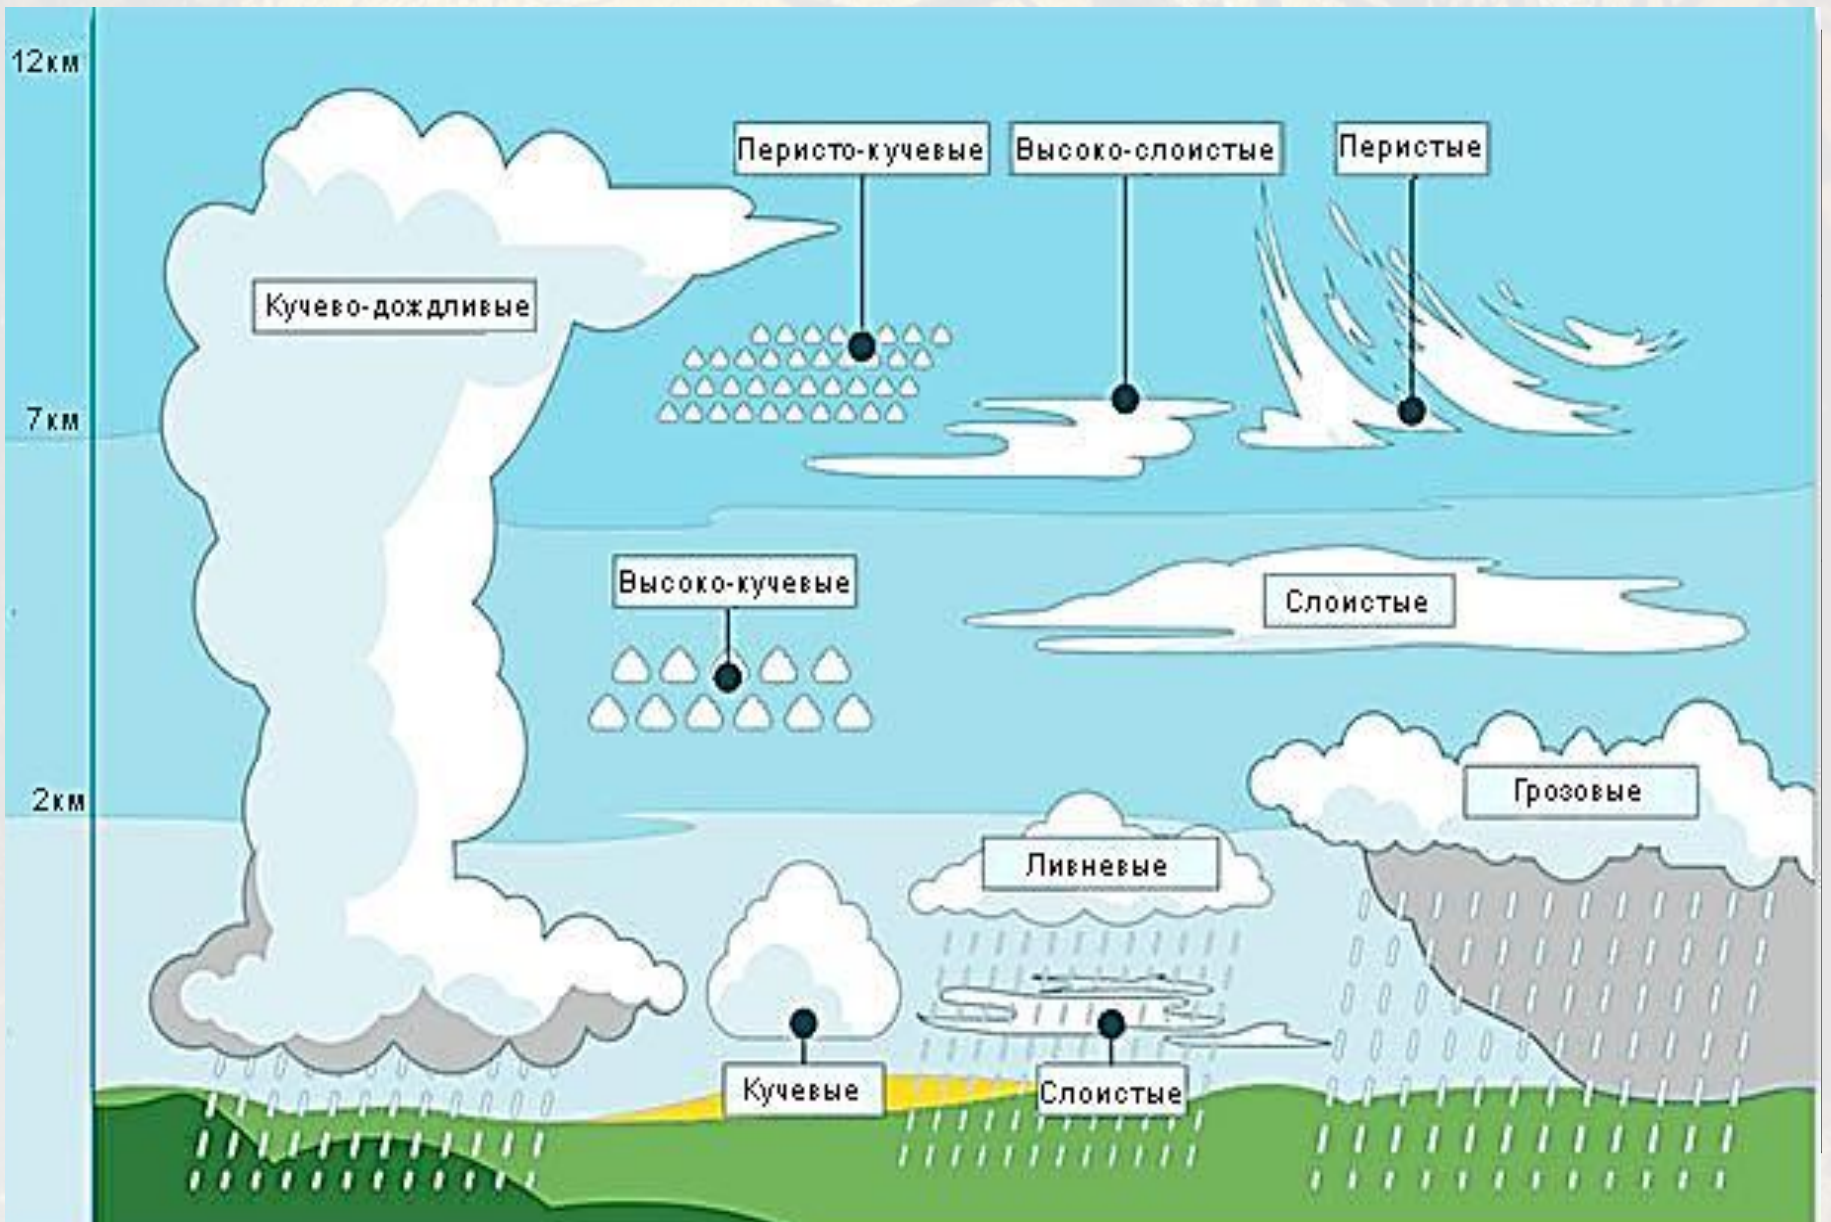 12км
Перисто-кучевые
Высоко-слоистые
Перистые
Кучево-дождливые
7км
Высоко-кучевые
Слоистые
2км
Грозовые
Ливневые
Кучевые
Слоистые